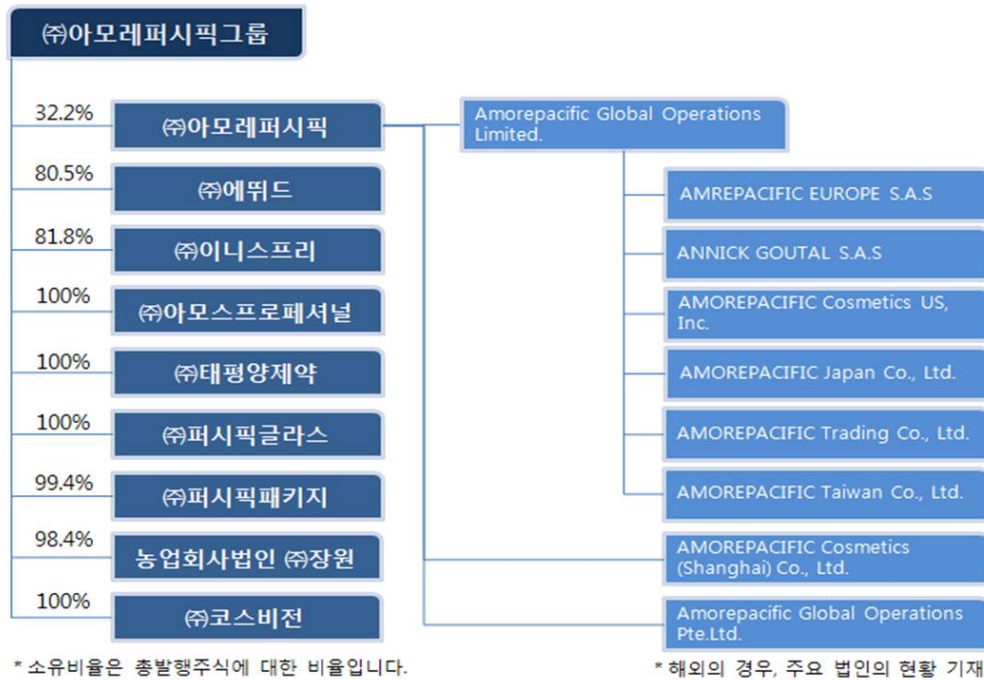 ㈜아모레퍼시픽그룹
32.2%
㈜아모레퍼시픽
80.5%
㈜에뛰드
81.8%
㈜이니스프리
100%
㈜아모스프로페셔널
100%
㈜태평양제약
100%
㈜퍼시픽글라스
99.4%
㈜퍼시픽패키지
98.4%
농업회사법인 ㈜장원
100%
㈜코스비전
* 소유비율은 총발행주식에 대한 비율입니다.
Amorepacific Global Operations
Limited.
AMREPACIFIC EUROPE S.A.S
ANNICK GOUTAL S.A.S
AMOREPACIFIC Cosmetics US,
Inc.
AMOREPACIFIC Japan Co., Ltd.
AMOREPACIFIC Trading Co., Ltd.
AMOREPACIFIC Taiwan Co., Ltd.
AMOREPACIFIC Cosmetics
(Shanghai) Co., Ltd.
Amorepacific Global Operations
Pte.Ltd.
* 해외의 경우, 주요 법인의 현황 기재